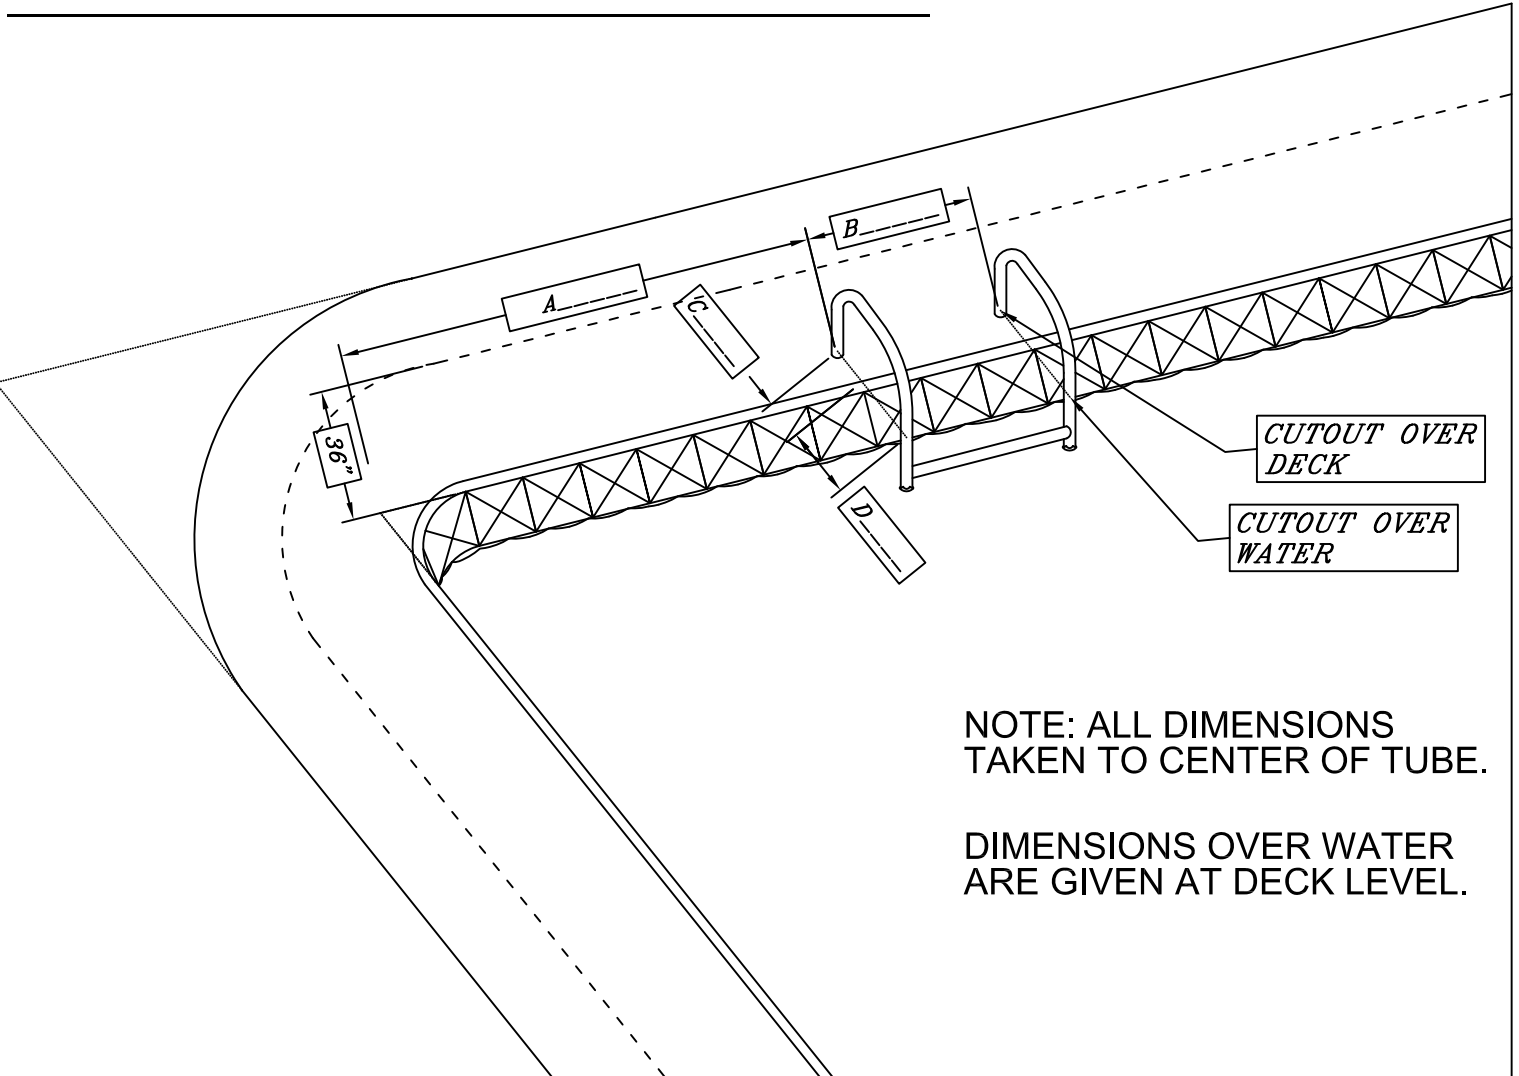 B
A
C
36"
D
CUTOUT OVER
DECK
CUTOUT OVER
WATER
NOTE: ALL DIMENSIONS
TAKEN TO CENTER OF TUBE.
DIMENSIONS OVER WATER
ARE GIVEN AT DECK LEVEL.